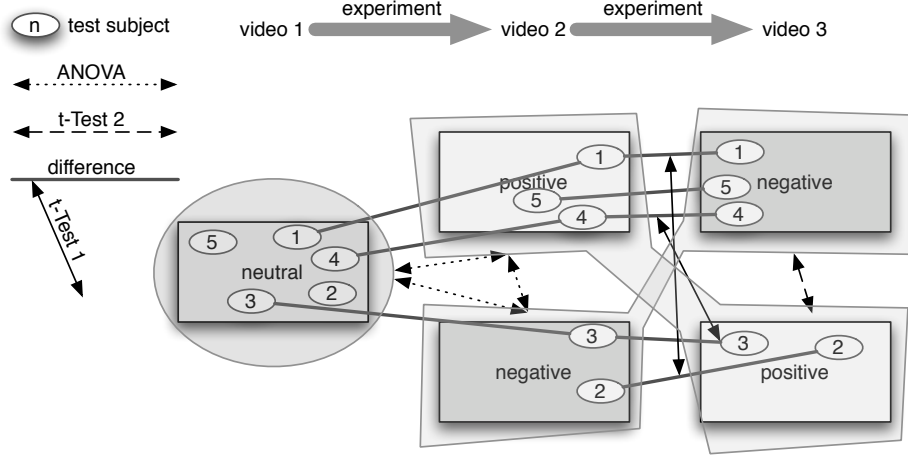 n test subject
video 1 experiment video 2 experiment video 3
ANOVA
t-Test 2
difference
t-Test 1
5
1
4
neutral
2
3
1
positive
5
4
1
5 negative
4
3
negative
2
3
2
positive